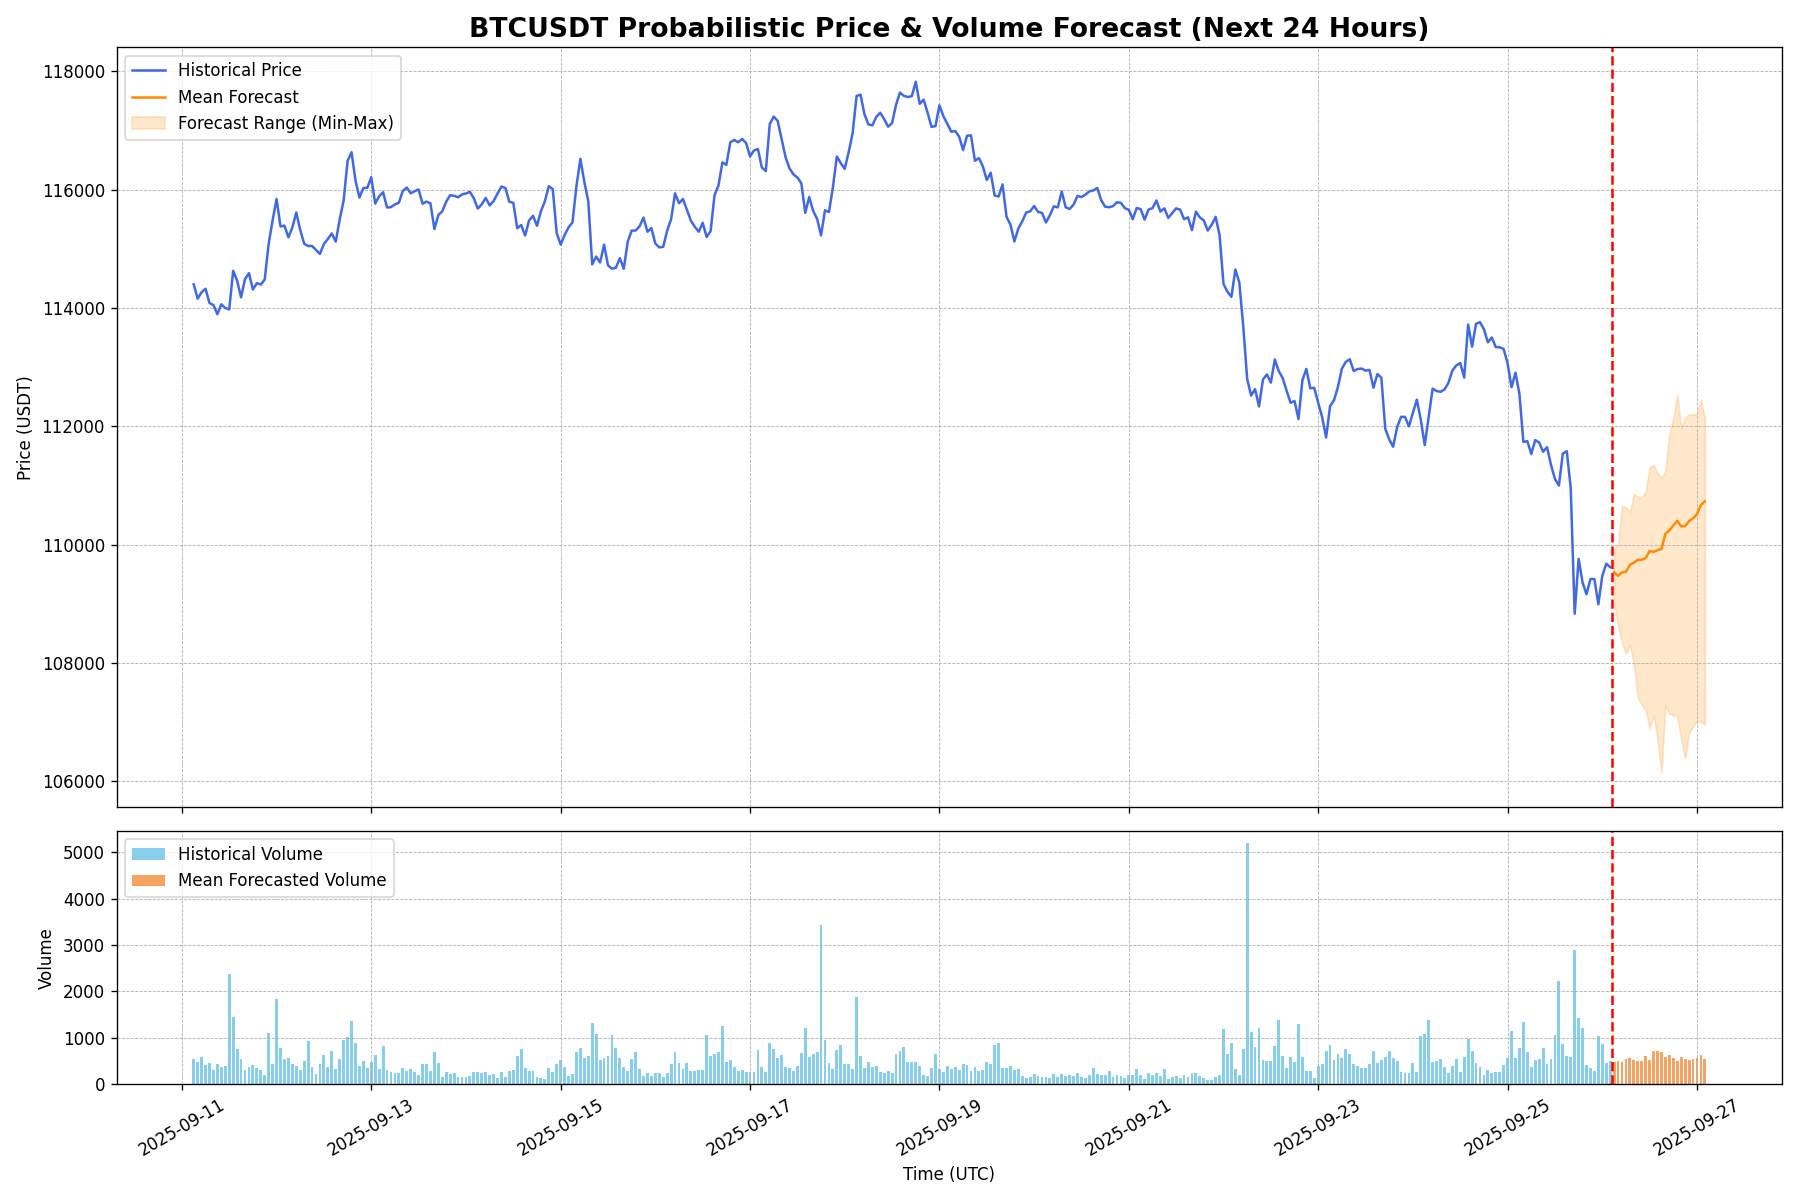 BTCUSDT Probabilistic Price & Volume Forecast (Next 24 Hours)
Historical Price
Mean Forecast
Forecast Range (Min-Max)
118000
116000
114000
112000
110000
108000
106000
Price (USDT)
Historical Volume
Mean Forecasted Volume
5000
4000
3000
2000
1000
0
Volume
2025-09-11
2025-09-13
2025-09-15
2025-09-17
2025-09-19
2025-09-21
2025-09-23
2025-09-25
2025-09-27
Time (UTC)